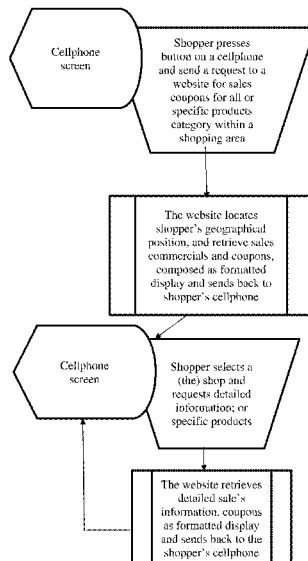 Cellphone
screen
Shopper presses
button on a cellphone
and send a request to a
website for sales
coupons for all or
specific products
category within a
shopping area
The website locates
shopper's geographical
position, and retrieve sales
commercials and coupons,
composed as formatted
display and sends back to
shopper's cellphone
Cellphone
screen
Shopper selects a
(the) shop and
requests detailed
information; or
specific products
The website retrieves
detailed sale's
information, coupons
as formatted display
and sends back to the
shopper's cellphone